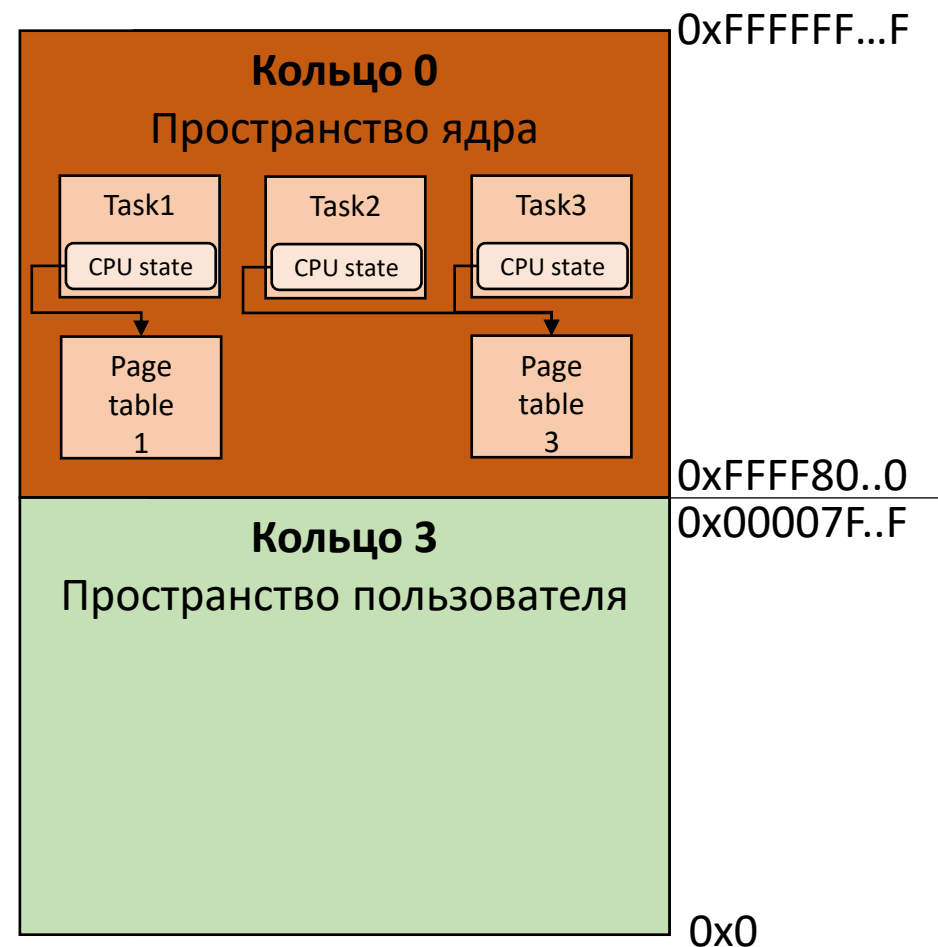 0xFFFFFF...F
Кольцо 0
Пространство ядра
Task1
Task2
Task3
CPU state
CPU state
CPU state
Page
table
1
Page
table
3
0xFFFF80..0
0x00007F..F
Кольцо 3
Пространство пользователя
0x0